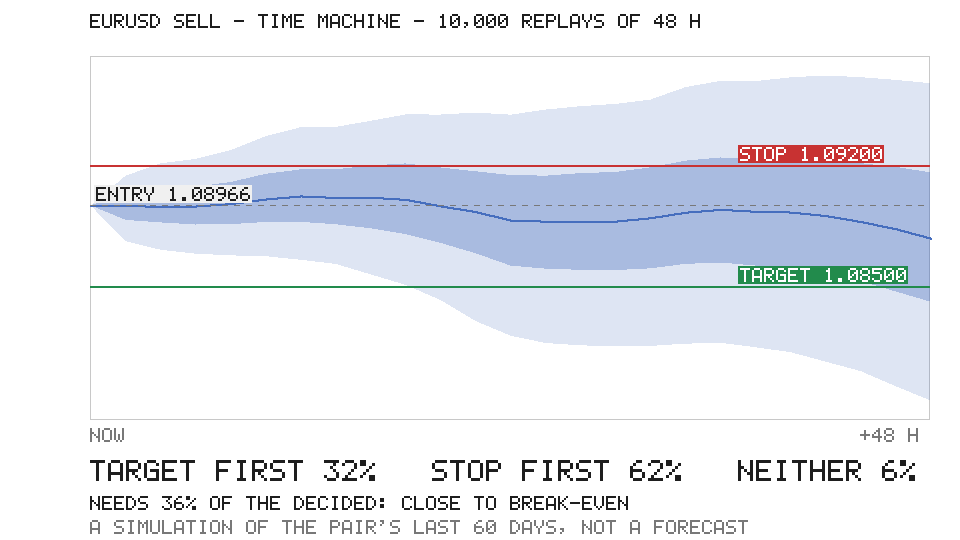 EURUSD SELL - TIME MACHINE - 10,000 REPLAYS OF 48 H
STOP 1.09200
ENTRY 1.08966
TARGET 1.08500
NOW +48 H
TARGET FIRST 32% STOP FIRST 62% NEITHER 6%
NEEDS 36% OF THE DECIDED: CLOSE TO BREAK-EVEN
A SIMULATION OF THE PAIR'S LAST 60 DAYS, NOT A FORECAST